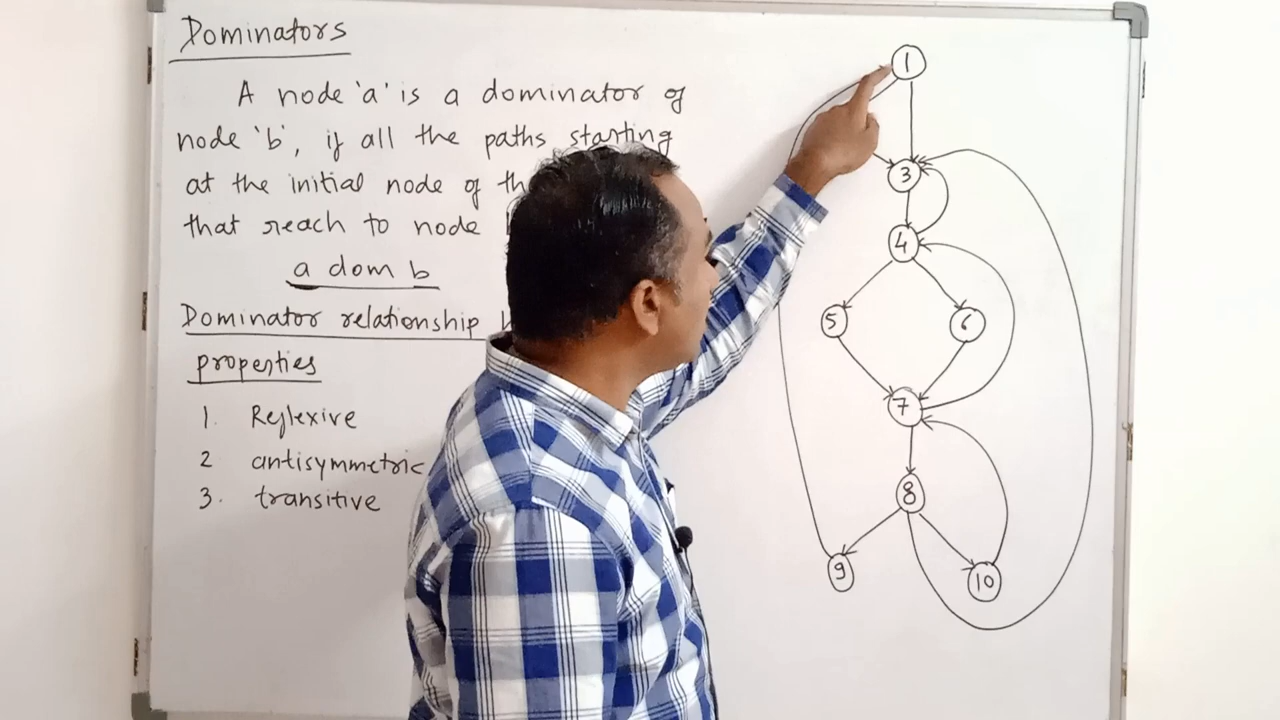 Dominators
A node 'a' is a dominator of
node 'b', if all the paths starting
at the initial node of
that reach to node
a dom b
Dominator relationship
properties
1. Reflexive
2 antisymmetric
3. transitive
1
3
4
5 6
7
8
9 10